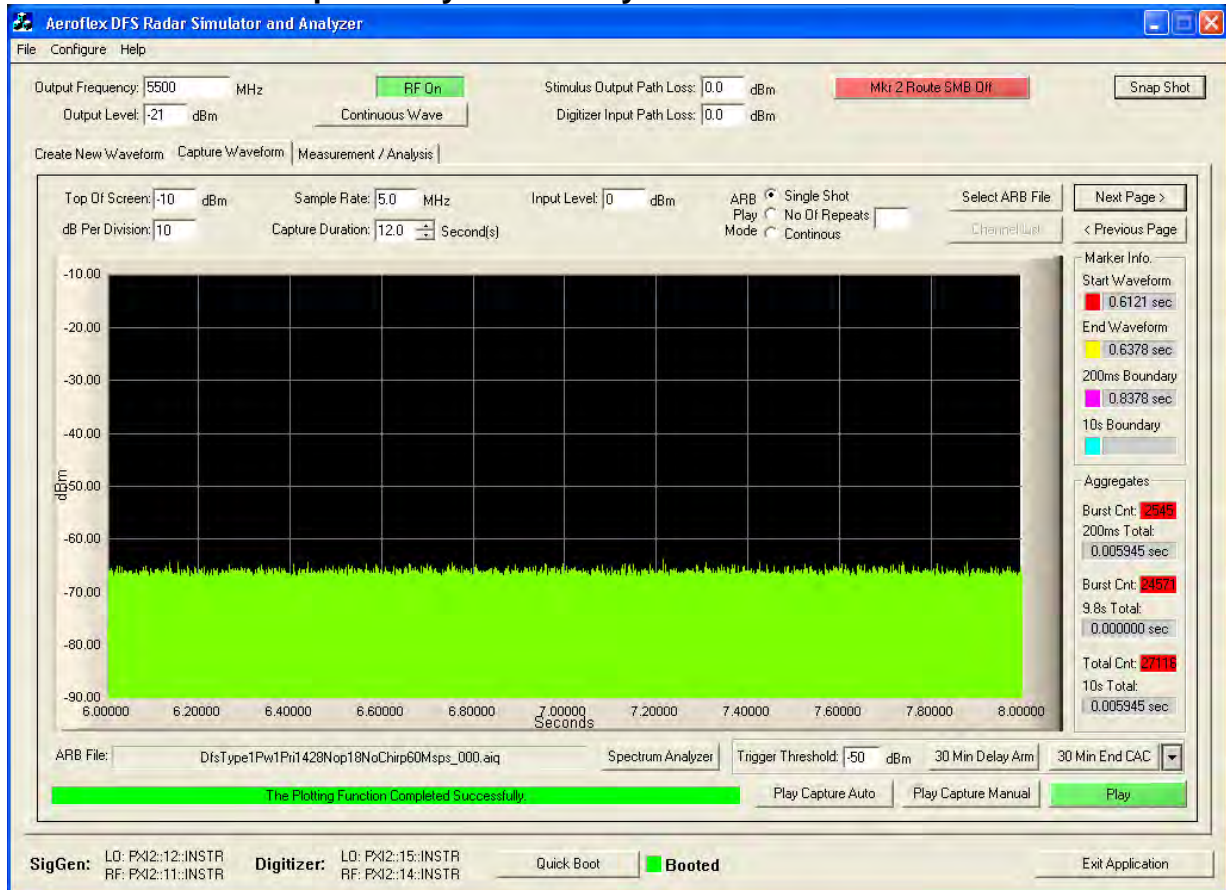 Aeroflex DFS Radar Simulator and Analyzer
File Configure Help
Output Frequency: 5500 MHz
RF On
Stimulus Output Path Loss: 0.0 dBm
Mkr 2 Route SMB Off
Snap Shot
Output Level: -21 dBm
Continuous Wave
Digitizer Input Path Loss: 0.0 dBm
Create New Waveform
Capture Waveform
Measurement / Analysis
Top Of Screen: -10 dBm
Sample Rate: 5.0 MHz
Input Level: 0 dBm
ARB Play Mode
Single Shot
No Of Repeats
Continous
Select ARB File
Next Page >
dB Per Division: 10
Capture Duration: 12.0 Second(s)
Channel List
< Previous Page
-10.00
-20.00
-30.00
-40.00
-50.00
-60.00
-70.00
-80.00
-90.00
dBm
6.00000 6.20000 6.40000 6.60000 6.80000 7.00000 7.20000 7.40000 7.60000 7.80000 8.00000
Seconds
Marker Info.
Start Waveform
0.6121 sec
End Waveform
0.6378 sec
200ms Boundary
0.8378 sec
10s Boundary
Aggregates
Burst Cnt: 2545
200ms Total:
0.005945 sec
Burst Cnt: 24571
9.8s Total:
0.000000 sec
Total Cnt: 27116
10s Total:
0.005945 sec
ARB File: DfsType1Pw1Pri1428Nop18NoChirp60Msps_000.aiq
Spectrum Analyzer
Trigger Threshold: -50 dBm
30 Min Delay Arm
30 Min End CAC
The Plotting Function Completed Successfully.
Play Capture Auto
Play Capture Manual
Play
SigGen: LO: PXI2::12::INSTR
RF: PXI2::11::INSTR
Digitizer: LO: PXI2::15::INSTR
RF: PXI2::14::INSTR
Quick Boot
Booted
Exit Application